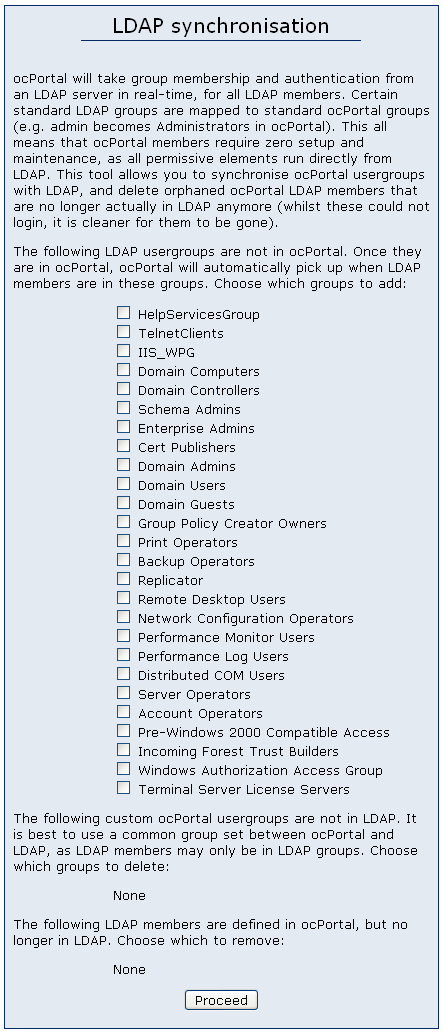 LDAP synchronisation
ocPortal will take group membership and authentication from
an LDAP server in real-time, for all LDAP members. Certain
standard LDAP groups are mapped to standard ocPortal groups
(e.g. admin becomes Administrators in ocPortal). This all
means that ocPortal members require zero setup and
maintenance, as all permissive elements run directly from
LDAP. This tool allows you to synchronise ocPortal usergroups
with LDAP, and delete orphaned ocPortal LDAP members that
are no longer actually in LDAP anymore (whilst these could not
login, it is cleaner for them to be gone).
The following LDAP usergroups are not in ocPortal. Once they
are in ocPortal, ocPortal will automatically pick up when LDAP
members are in these groups. Choose which groups to add:
HelpServicesGroup
TelnetClients
IIS_WPG
Domain Computers
Domain Controllers
Schema Admins
Enterprise Admins
Cert Publishers
Domain Admins
Domain Users
Domain Guests
Group Policy Creator Owners
Print Operators
Backup Operators
Replicator
Remote Desktop Users
Network Configuration Operators
Performance Monitor Users
Performance Log Users
Distributed COM Users
Server Operators
Account Operators
Pre-Windows 2000 Compatible Access
Incoming Forest Trust Builders
Windows Authorization Access Group
Terminal Server License Servers
The following custom ocPortal usergroups are not in LDAP. It
is best to use a common group set between ocPortal and
LDAP, as LDAP members may only be in LDAP groups. Choose
which groups to delete:
None
The following LDAP members are defined in ocPortal, but no
longer in LDAP. Choose which to remove:
None
Proceed